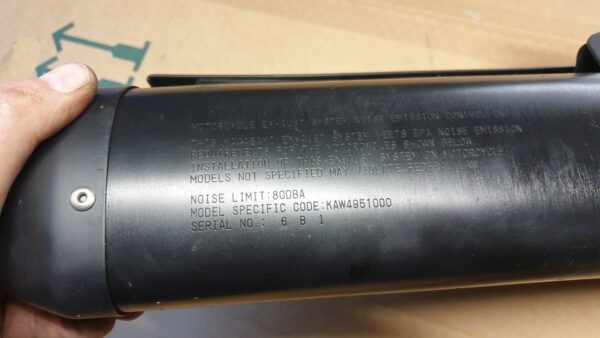 MOTORCYCLE EXHAUST SYSTEM NOISE EMISSION CONTROL
EXHAUST SYSTEM MEETS EPA NOISE EMISSION
REQUIREMENTS FOR MOTORCYCLES SHOWN BELOW.
INSTALLATION OF THIS EXHAUST SYSTEM ON MOTORCYCLE
MODELS NOT SPECIFIED MAY VIOLATE FEDERAL
NOISE LIMIT:80DBA
MODEL SPECIFIC CODE:KAW4951000
SERIAL NO.: 6 B 1